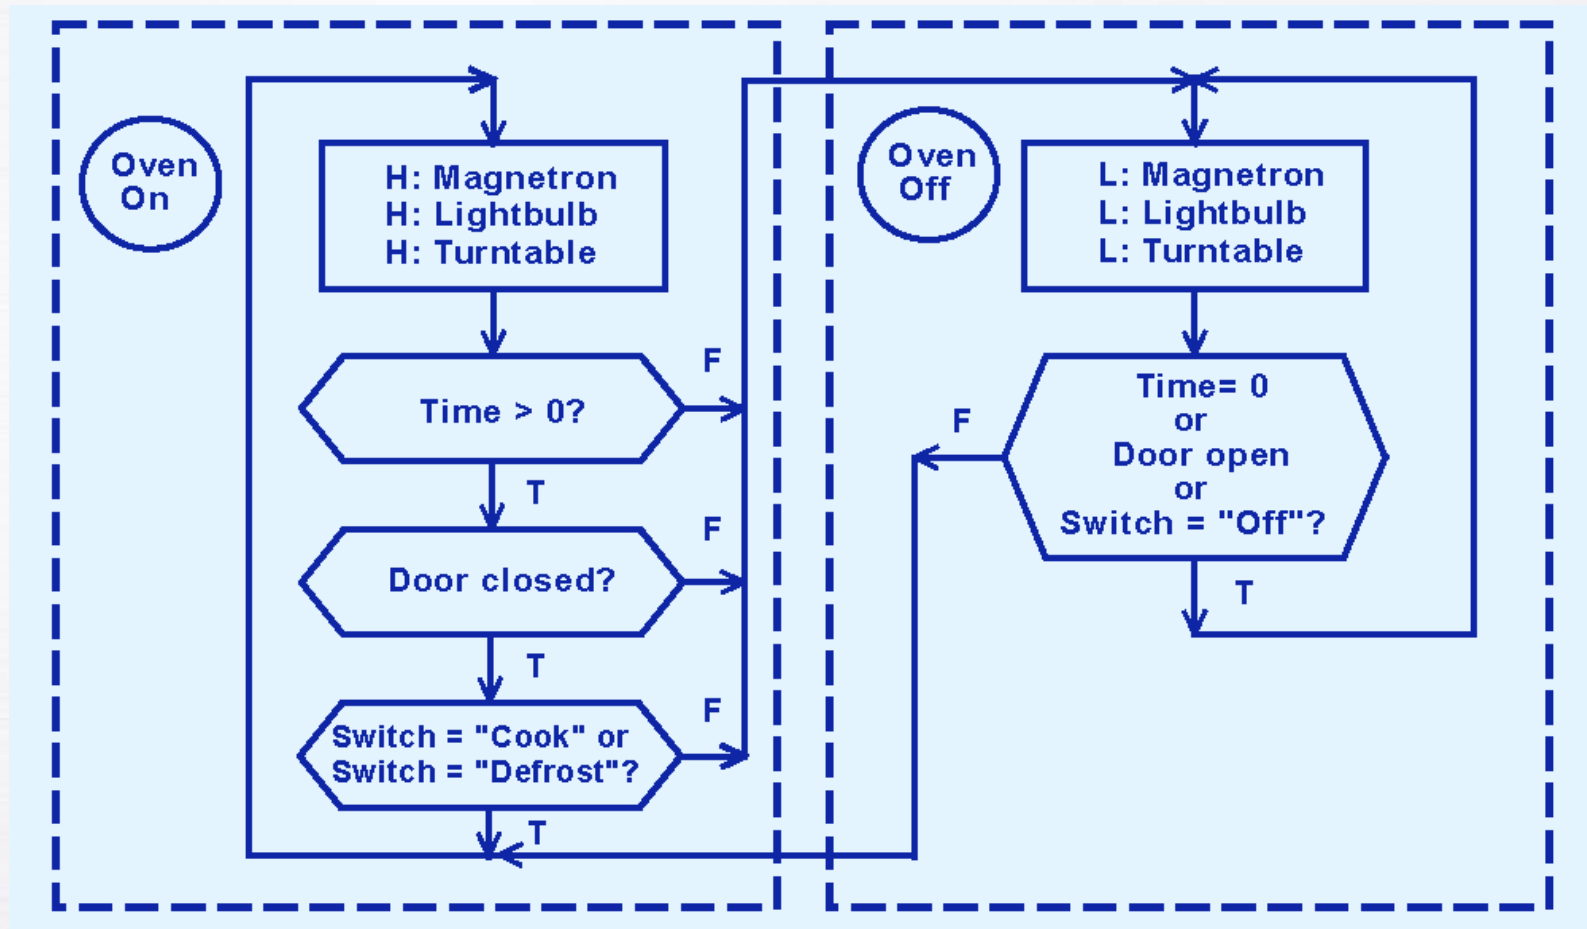 Oven
On
H: Magnetron
H: Lightbulb
H: Turntable
Time > 0?
F
T
Door closed?
F
T
Switch = "Cook" or
Switch = "Defrost"?
F
T
Oven
Off
L: Magnetron
L: Lightbulb
L: Turntable
Time= 0
or
Door open
or
Switch = "Off"?
F
T